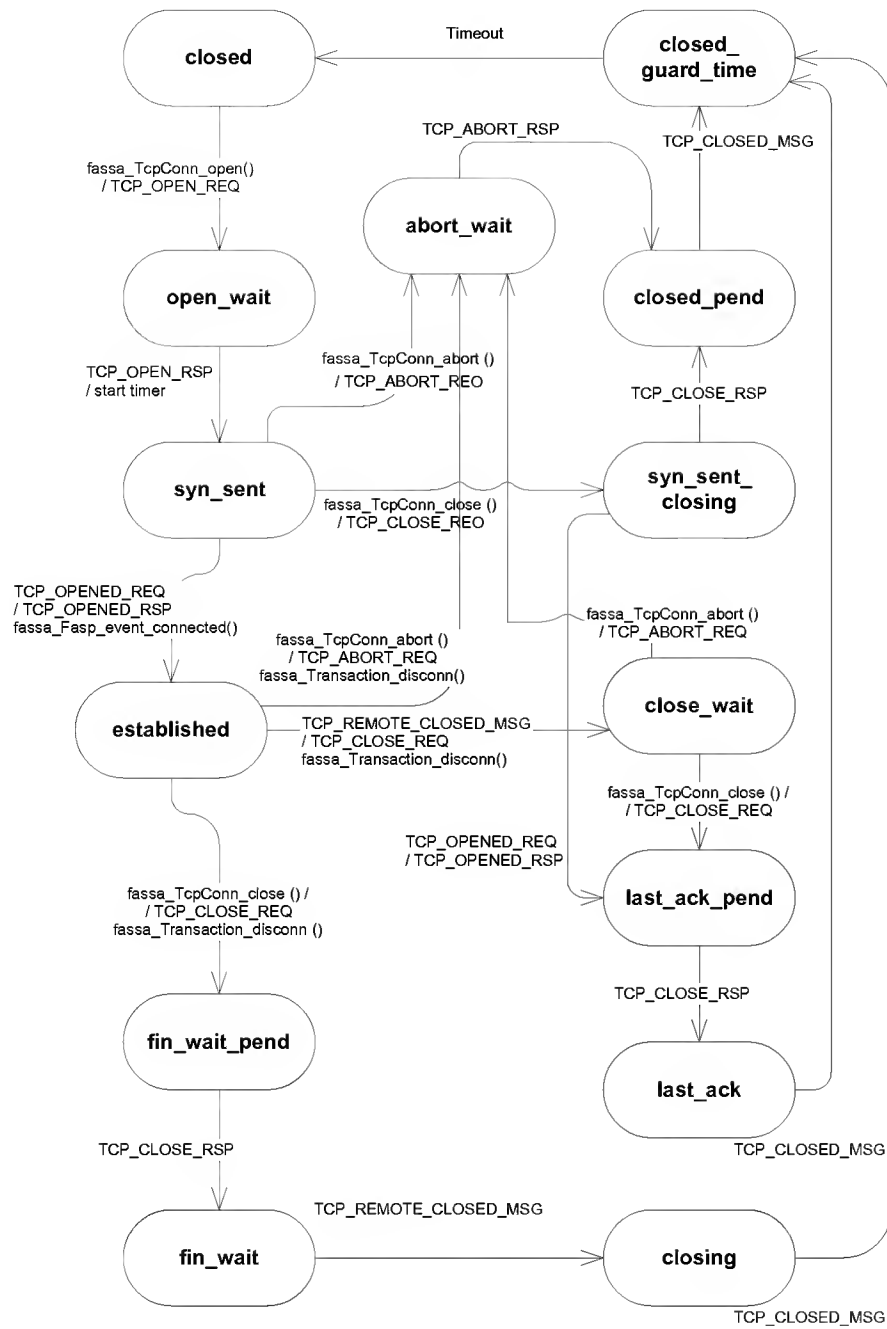 Timeout
closed
closed_
guard_time
TCP_ABORT_RSP
TCP_CLOSED_MSG
fassa_TcpConn_open()
/ TCP_OPEN_REQ
abort_wait
open_wait
closed_pend
TCP_OPEN_RSP
/ start timer
fassa_TcpConn_abort ()
/ TCP_ABORT_REO
TCP_CLOSE_RSP
syn_sent
syn_sent_
closing
fassa_TcpConn_close ()
/ TCP_CLOSE_REO
TCP_OPENED_REQ
/ TCP_OPENED_RSP
fassa_Fasp_event_connected()
fassa_TcpConn_abort ()
/ TCP_ABORT_REQ
fassa_Transaction_disconn()
fassa_TcpConn_abort ()
/ TCP_ABORT_REQ
established
close_wait
TCP_REMOTE_CLOSED_MSG
/ TCP_CLOSE_REQ
fassa_Transaction_disconn()
fassa_TcpConn_close () /
/ TCP_CLOSE_REQ
TCP_OPENED_REQ
/ TCP_OPENED_RSP
last_ack_pend
fassa_TcpConn_close () /
/ TCP_CLOSE_REQ
fassa_Transaction_disconn ()
TCP_CLOSE_RSP
fin_wait_pend
last_ack
TCP_CLOSE_RSP
TCP_CLOSED_MSG
TCP_REMOTE_CLOSED_MSG
fin_wait
closing
TCP_CLOSED_MSG